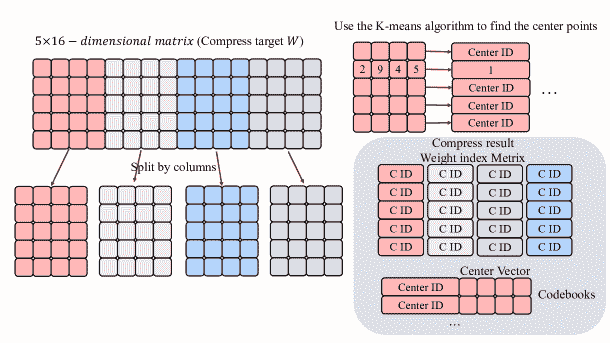 Use the K-means algorithm to find the center points
5×16 − dimensional matrix (Compress target W)
Center ID
2 9 4 5 1
Center ID
Center ID
Center ID
...
Split by columns
Compress result
Weight index Metrix
C ID C ID C ID C ID
C ID C ID C ID C ID
C ID C ID C ID C ID
C ID C ID C ID C ID
C ID C ID C ID C ID
Center Vector
Center ID
Center ID
Codebooks
...